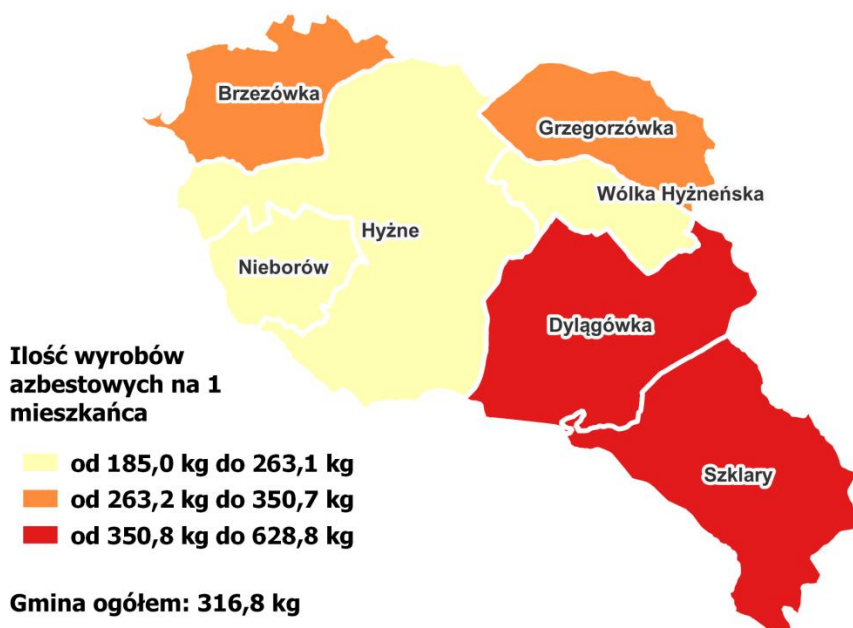 Brzezówka
Grzegorzówka
Wólka Hyżneńska
Hyżne
Nieborów
Dylągówka
Szklary
Ilość wyrobów
azbestowych na 1
mieszkańca
od 185,0 kg do 263,1 kg
od 263,2 kg do 350,7 kg
od 350,8 kg do 628,8 kg
Gmina ogółem: 316,8 kg